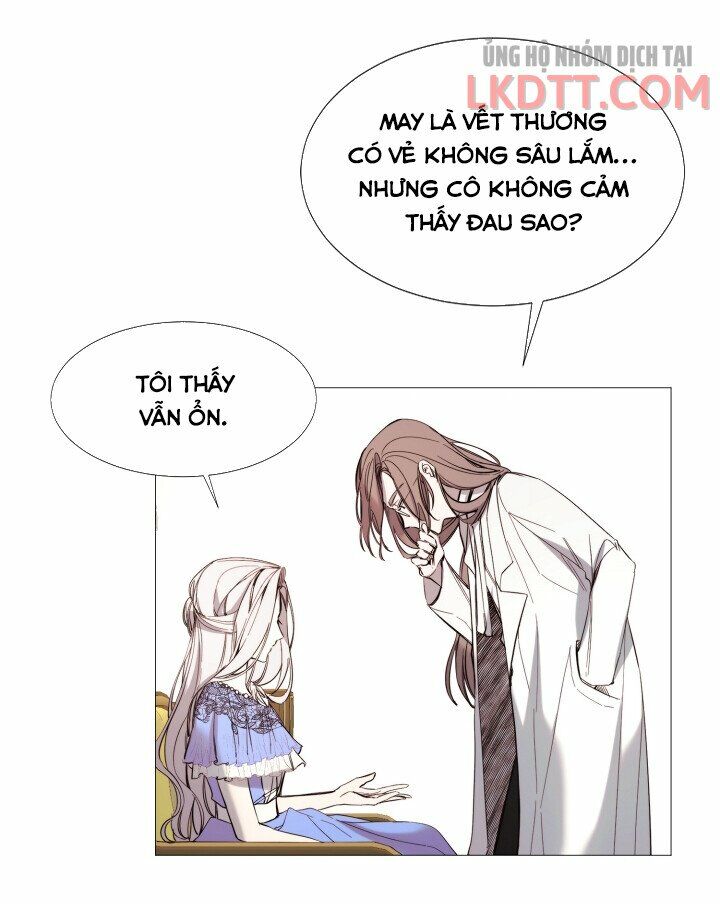 ỦNG HỘ NHÓM DỊCH TẠI
LKDTT.COM
MAY LÀ VẾT THƯƠNG
CÓ VẺ KHÔNG SÂU LẮM...
NHƯNG CÔ KHÔNG CẢM
THẤY ĐAU SAO?
TÔI THẤY
VẪN ỔN.